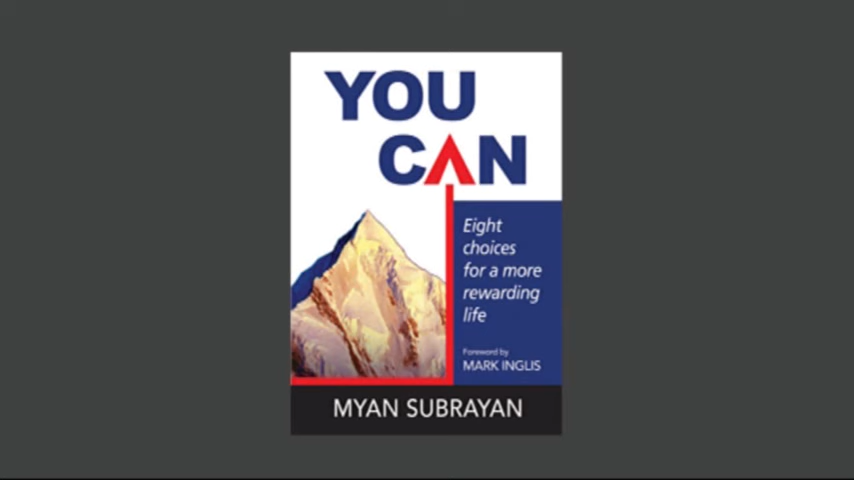 YOU
CAN
Eight
choices
for a more
rewarding
life
Foreword by
MARK INGLIS
MYAN SUBRAYAN